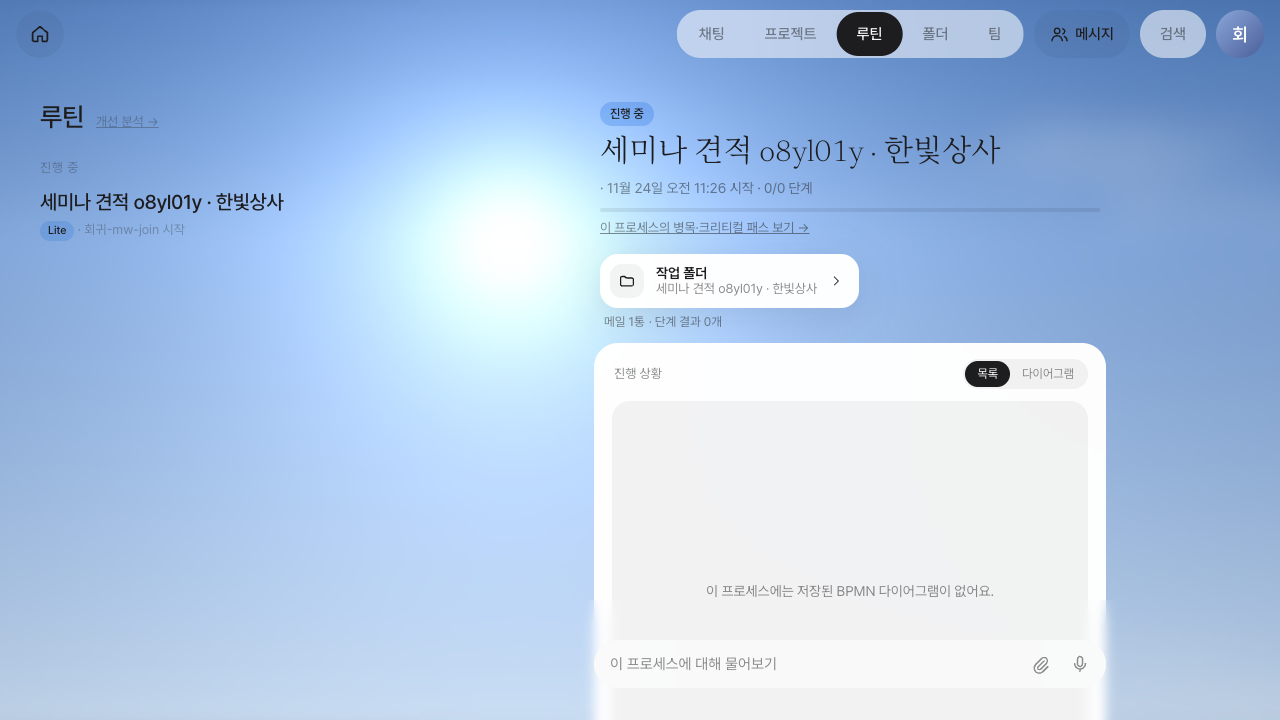 채팅 프로젝트 루틴 폴더 팀 메시지 검색 회
루틴 개선 분석 →
진행 중
세미나 견적 o8yl01y · 한빛상사
Lite · 회귀-mw-join 시작
진행 중
세미나 견적 o8yl01y · 한빛상사
· 11월 24일 오전 11:26 시작 · 0/0 단계
이 프로세스의 병목·크리티컬 패스 보기 →
작업 폴더
세미나 견적 o8yl01y · 한빛상사
메일 1통 · 단계 결과 0개
진행 상황 목록 다이어그램
이 프로세스에는 저장된 BPMN 다이어그램이 없어요.
이 프로세스에 대해 물어보기